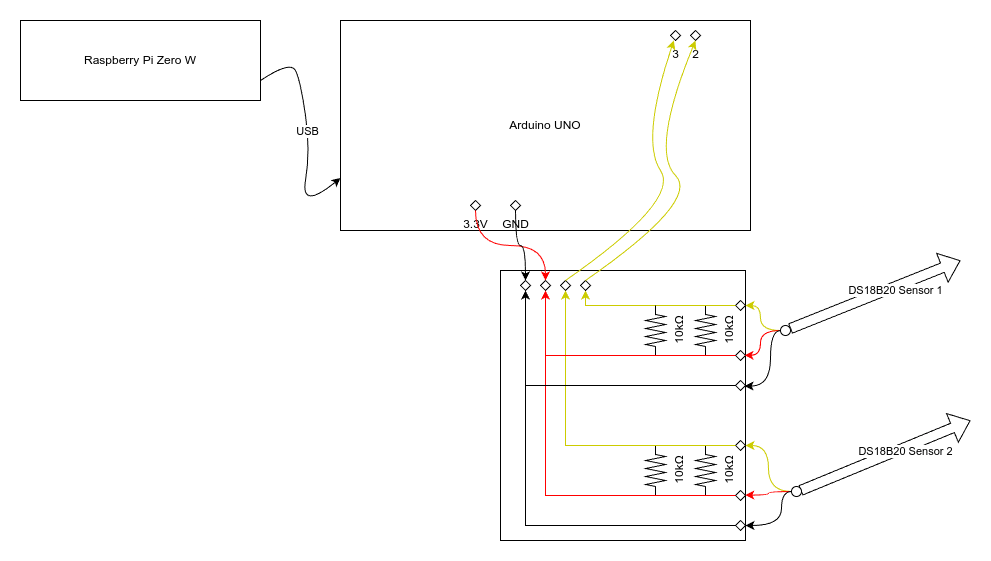 Raspberry Pi Zero W
USB
Arduino UNO
3 2
3.3V GND
DS18B20 Sensor 1
10kΩ 10kΩ
DS18B20 Sensor 2
10kΩ 10kΩ